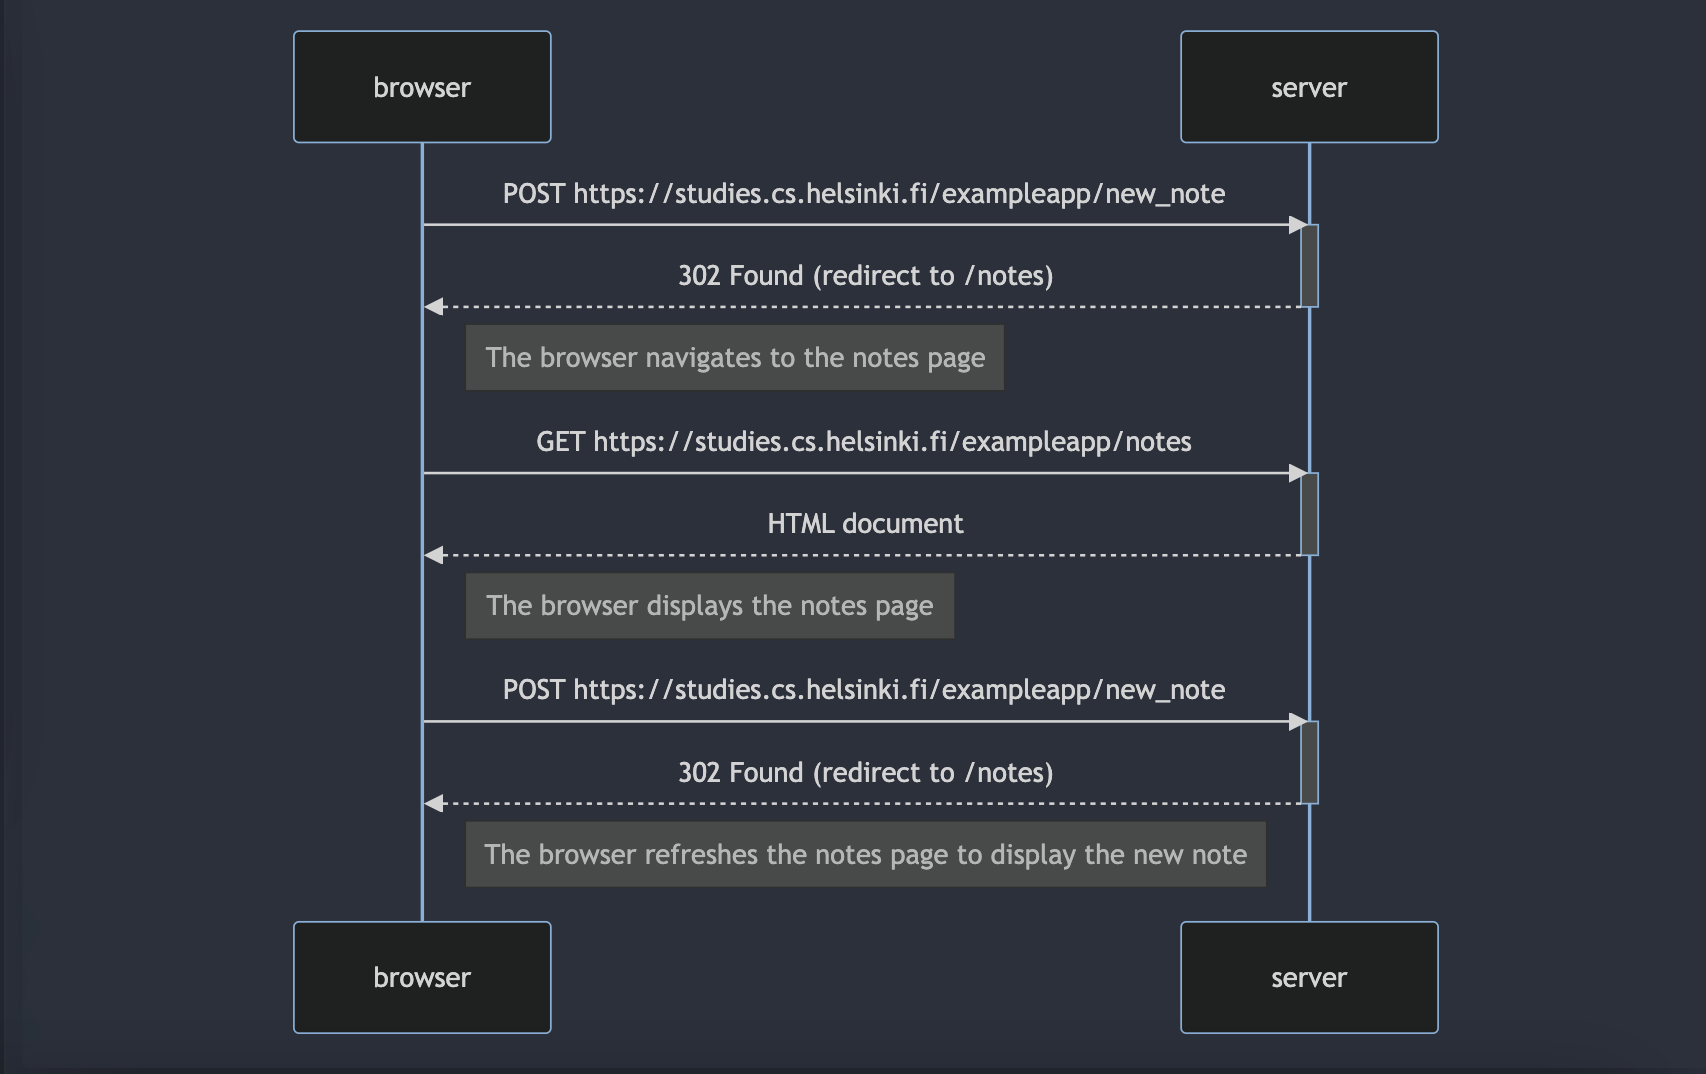 browser
server
POST https://studies.cs.helsinki.fi/exampleapp/new_note
302 Found (redirect to /notes)
The browser navigates to the notes page
GET https://studies.cs.helsinki.fi/exampleapp/notes
HTML document
The browser displays the notes page
POST https://studies.cs.helsinki.fi/exampleapp/new_note
302 Found (redirect to /notes)
The browser refreshes the notes page to display the new note
browser
server